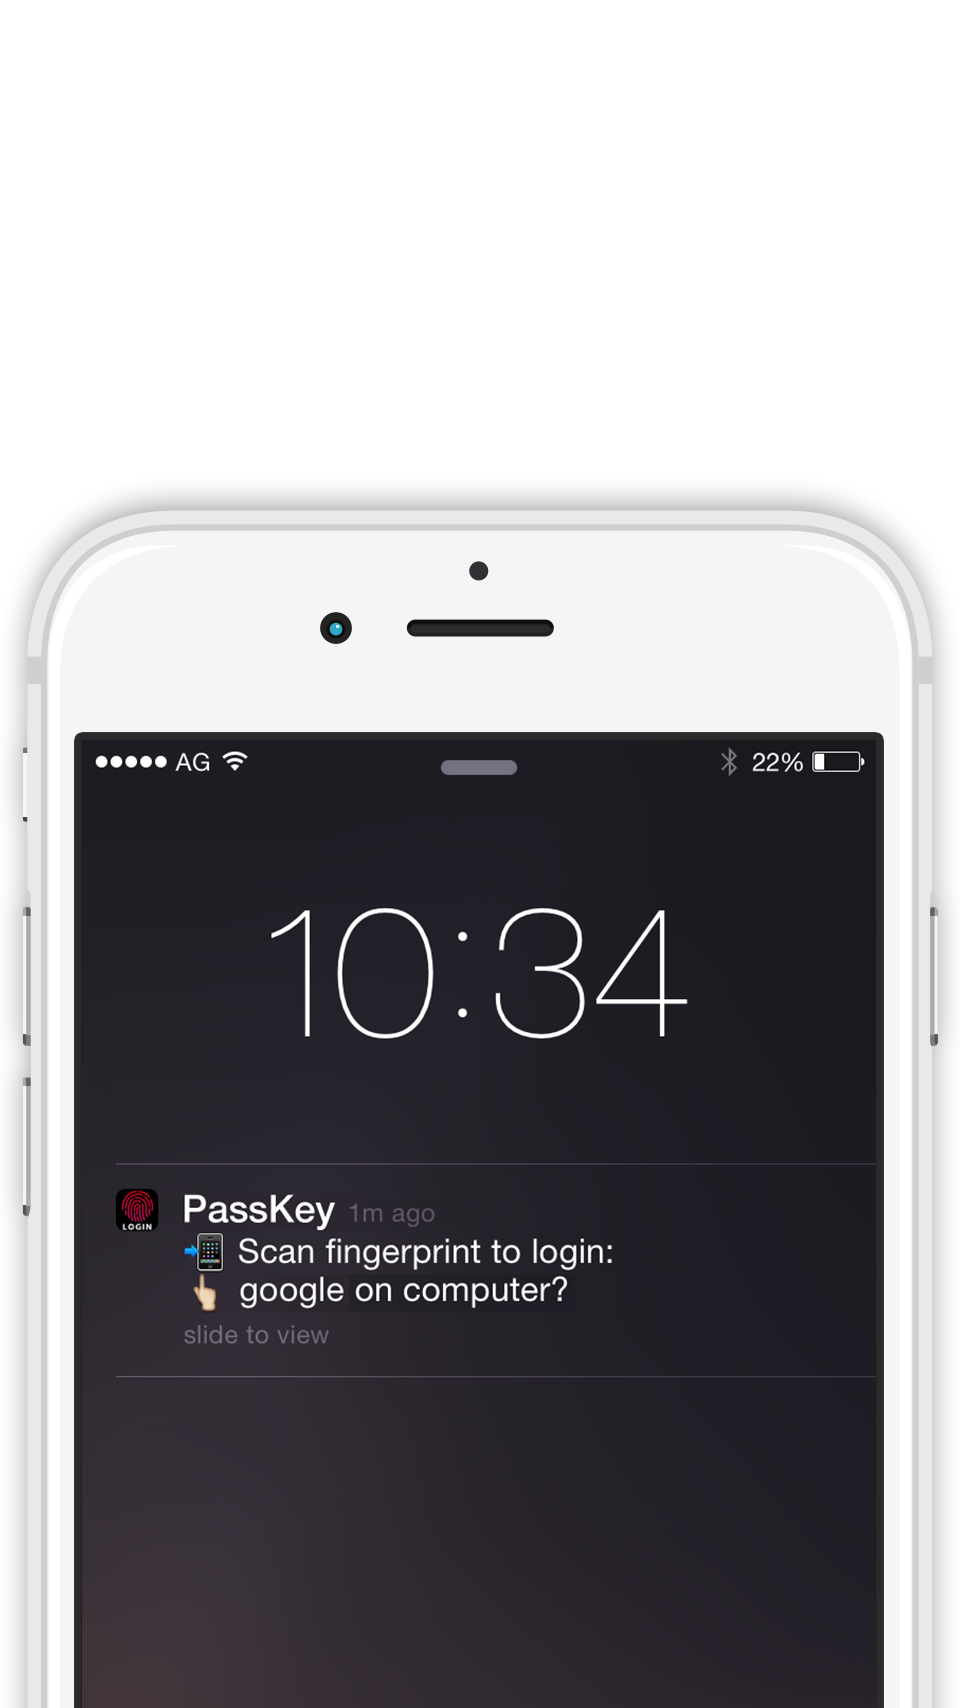 AG 22%
10:34
LOGIN
PassKey 1m ago
Scan fingerprint to login:
google on computer?
slide to view